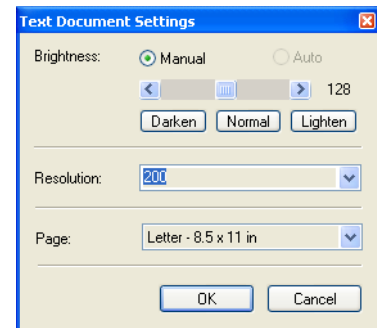 Text Document Settings
Brightness: Manual Auto
128
Darken Normal Lighten
Resolution: 200
Page: Letter - 8.5 x 11 in
OK Cancel